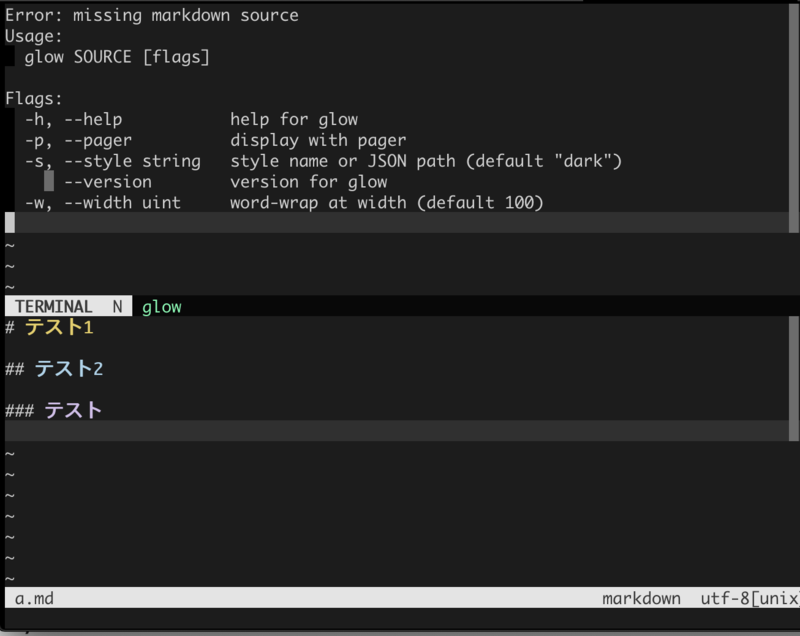 Error: missing markdown source
Usage:
  glow SOURCE [flags]
Flags:
  -h, --help           help for glow
  -p, --pager          display with pager
  -s, --style string   style name or JSON path (default "dark")
      --version        version for glow
  -w, --width uint     word-wrap at width (default 100)
~
~
~
TERMINAL  N  glow
# テスト1
## テスト2
### テスト
~
~
~
~
~
~
~
a.md markdown  utf-8[unix